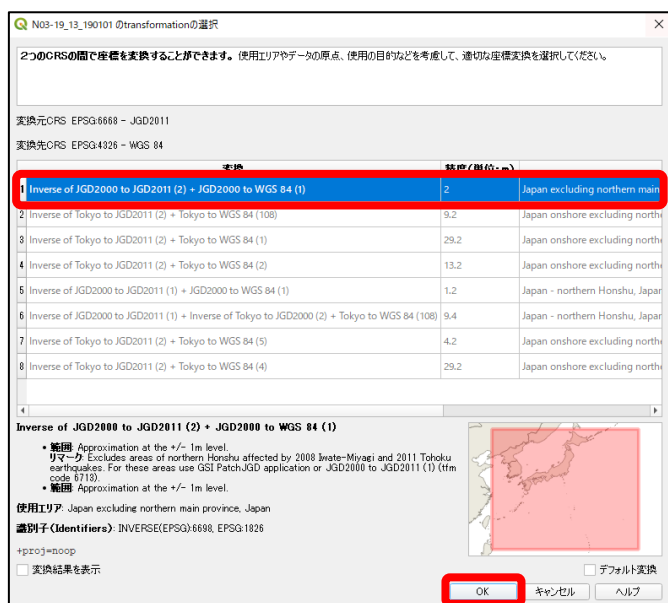 N03-19_13_190101 のtransformationの選択
2つのCRSの間で座標を変換することができます。使用エリアやデータの原点、使用の目的などを考慮して、適切な座標変換を選択してください。
変換元CRS EPSG:6668 - JGD2011
変換先CRS EPSG:4326 - WGS 84
変換 精度(単位:m)
1 Inverse of JGD2000 to JGD2011 (2) + JGD2000 to WGS 84 (1) 2 Japan excluding northern main
2 Inverse of Tokyo to JGD2011 (2) + Tokyo to WGS 84 (108) 9.2 Japan onshore excluding north
3 Inverse of Tokyo to JGD2011 (2) + Tokyo to WGS 84 (1) 29.2 Japan onshore excluding north
4 Inverse of Tokyo to JGD2011 (2) + Tokyo to WGS 84 (2) 13.2 Japan onshore excluding north
5 Inverse of JGD2000 to JGD2011 (1) + JGD2000 to WGS 84 (1) 1.2 Japan - northern Honshu, Japar
6 Inverse of JGD2000 to JGD2011 (1) + Inverse of Tokyo to JGD2000 (2) + Tokyo to WGS 84 (108) 9.4 Japan - northern Honshu, Japar
7 Inverse of Tokyo to JGD2011 (2) + Tokyo to WGS 84 (5) 4.2 Japan onshore excluding north
8 Inverse of Tokyo to JGD2011 (2) + Tokyo to WGS 84 (4) 29.2 Japan onshore excluding north
Inverse of JGD2000 to JGD2011 (2) + JGD2000 to WGS 84 (1)
• 範囲: Approximation at the +/- 1m level.
リマーク: Excludes areas of northern Honshu affected by 2008 Iwate-Miyagi and 2011 Tohoku
earthquakes. For these areas use GSI PatchJGD application or JGD2000 to JGD2011 (1) (tfm
code 6713).
• 範囲: Approximation at the +/- 1m level.
使用エリア: Japan excluding northern main province, Japan
識別子(Identifiers): INVERSE(EPSG):6698, EPSG:1826
+proj=noop
変換結果を表示 デフォルト変換
OK キャンセル ヘルプ